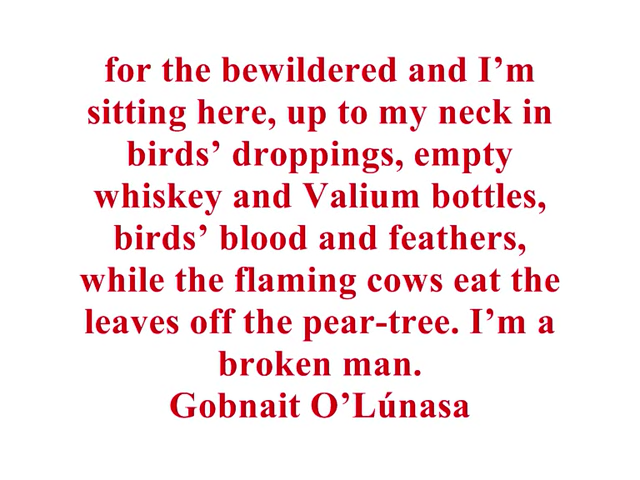 for the bewildered and I’m
sitting here, up to my neck in
birds’ droppings, empty
whiskey and Valium bottles,
birds’ blood and feathers,
while the flaming cows eat the
leaves off the pear-tree. I’m a
broken man.
Gobnait O’Lúnasa